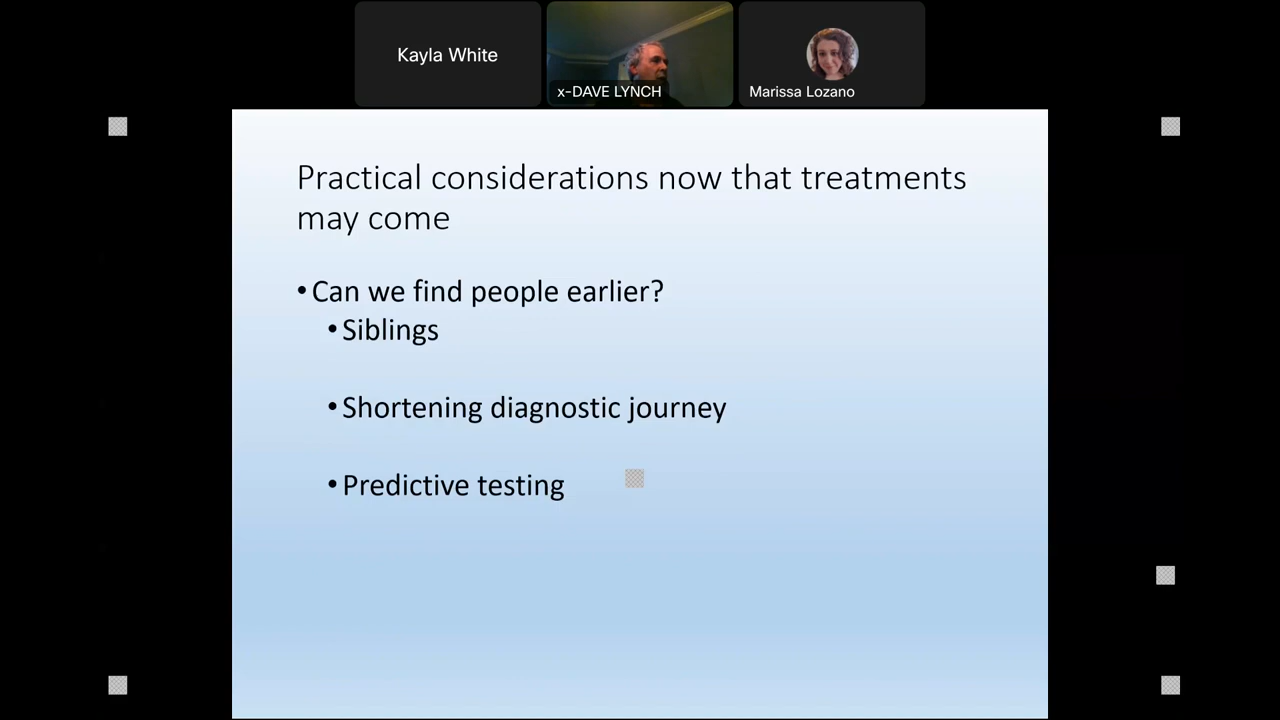 Kayla White
x-DAVE LYNCH
Marissa Lozano
Practical considerations now that treatments
may come
• Can we find people earlier?
• Siblings
• Shortening diagnostic journey
• Predictive testing